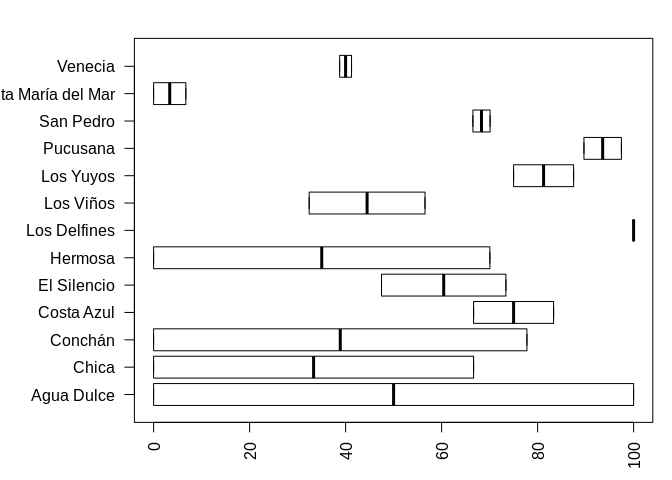 Venecia
ta María del Mar
San Pedro
Pucusana
Los Yuyos
Los Viños
Los Delfines
Hermosa
El Silencio
Costa Azul
Conchán
Chica
Agua Dulce
0 20 40 60 80 100